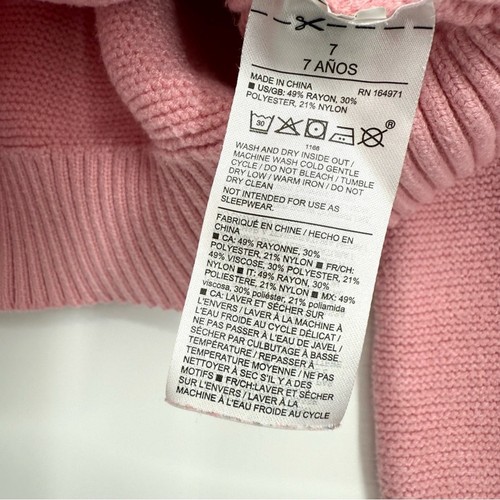 7
7 AÑOS
MADE IN CHINA RN 164971
■ US/GB: 49% RAYON, 30%
POLYESTER, 21% NYLON
30
®
1166
WASH AND DRY INSIDE OUT /
MACHINE WASH COLD GENTLE
CYCLE / DO NOT BLEACH / TUMBLE
DRY LOW / WARM IRON / DO NOT
DRY CLEAN
NOT INTENDED FOR USE AS
SLEEPWEAR.
FABRIQUÉ EN CHINE / HECHO EN
CHINA
■ CA: 49% RAYONNE, 30%
POLYESTER, 21% NYLON ■ FR/CH:
49% VISCOSE, 30% POLYESTER, 21%
NYLON ■ IT: 49% RAYON, 30%
POLIESTERE, 21% NYLON ■ MX: 49%
viscosa, 30% poliéster, 21% poliamida
■ CA: LAVER ET SÉCHER SUR
L'ENVERS / LAVER À LA MACHINE À
L'EAU FROIDE AU CYCLE DÉLICAT /
NE PAS PASSER À L'EAU DE JAVEL /
SÉCHER PAR CULBUTAGE À BASSE
TEMPÉRATURE / REPASSER À
TEMPÉRATURE MOYENNE / NE PAS
NETTOYER À SEC S'IL Y A DES
MOTIFS ■ FR/CH:LAVER ET SÉCHER
SUR L'ENVERS / LAVER À LA
MACHINE À L'EAU FROIDE AU CYCLE